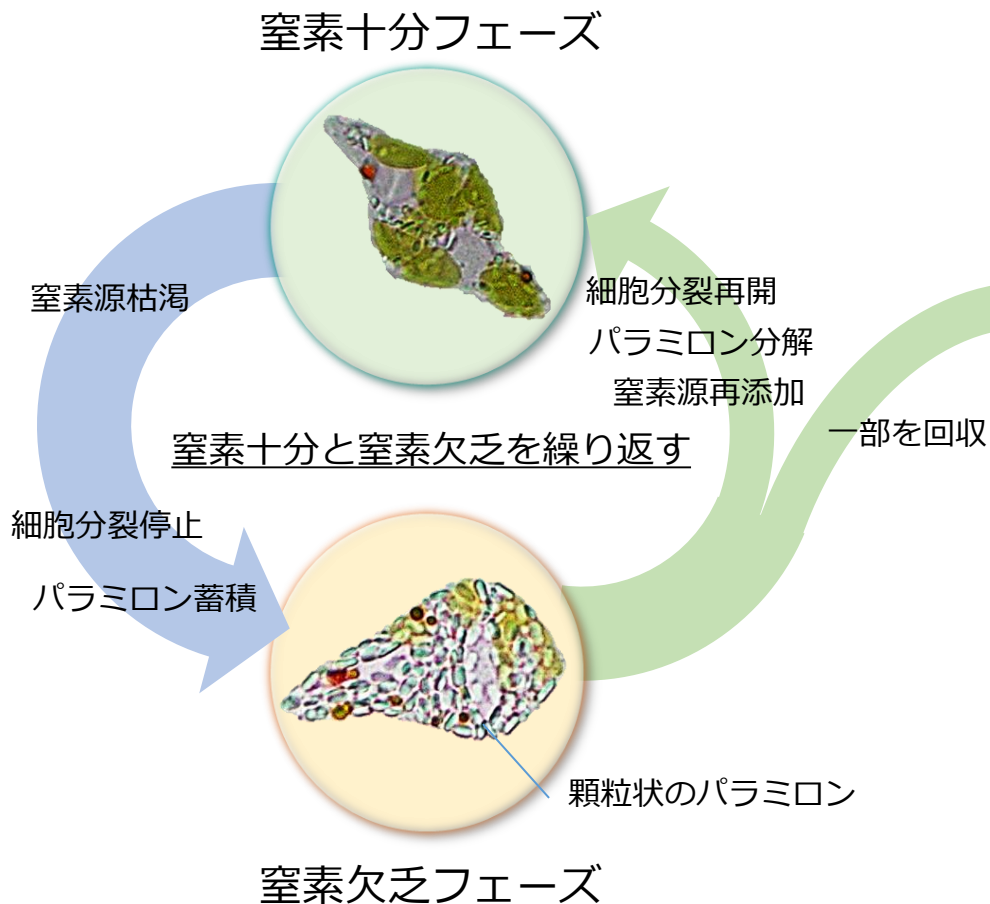 窒素十分フェーズ
窒素源枯渇
細胞分裂再開
パラミロン分解
窒素源再添加
一部を回収
窒素十分と窒素欠乏を繰り返す
細胞分裂停止
パラミロン蓄積
顆粒状のパラミロン
窒素欠乏フェーズ